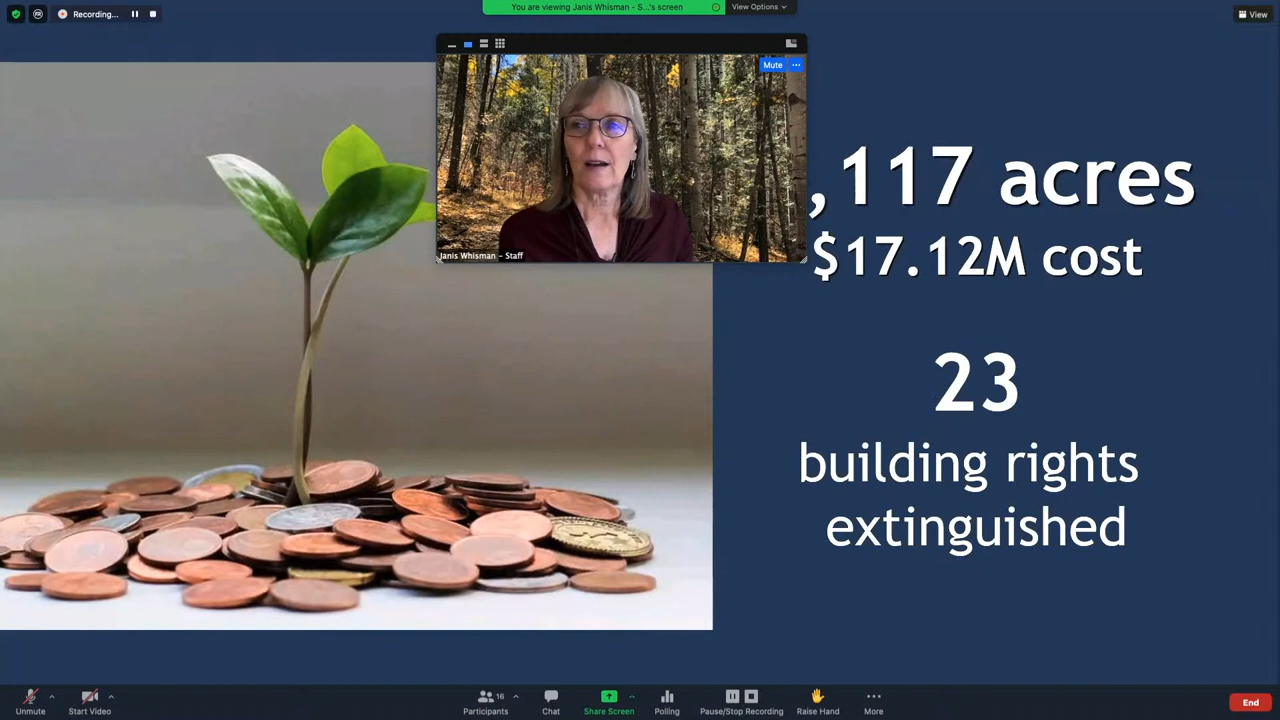 Recording...
You are viewing Janis Whisman - S...'s screen
View Options
View
Mute
Janis Whisman - Staff
,117 acres
$17.12M cost
23
building rights
extinguished
Unmute
Start Video
16
Participants
Chat
Share Screen
Polling
Pause/Stop Recording
Raise Hand
More
End